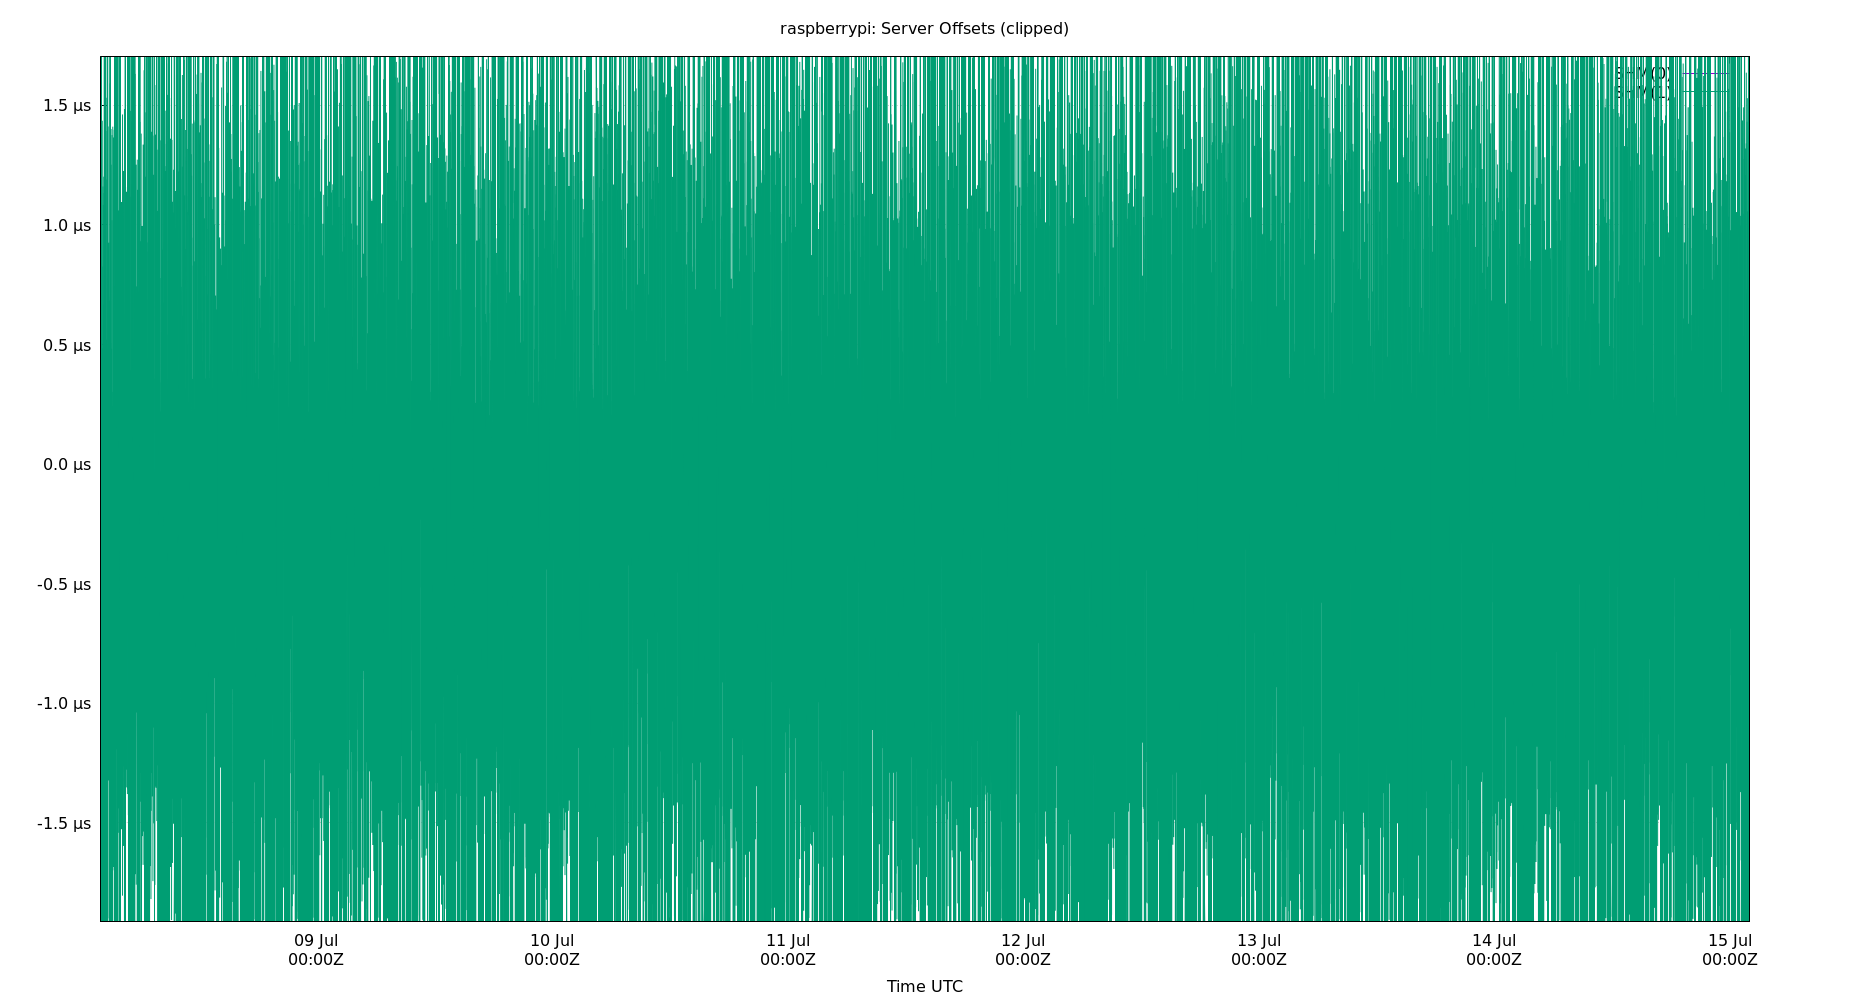 raspberrypi: Server Offsets (clipped)
1.5 µs
1.0 µs
0.5 µs
0.0 µs
-0.5 µs
-1.0 µs
-1.5 µs
09 Jul 10 Jul 11 Jul 12 Jul 13 Jul 14 Jul 15 Jul
00:00Z 00:00Z 00:00Z 00:00Z 00:00Z 00:00Z 00:00Z
Time UTC